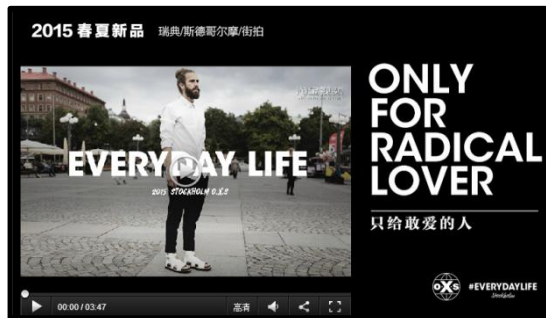 2015 春夏新品 瑞典/斯德哥尔摩/街拍
EVERYDAY LIFE
2015 STOCKHOLM O.X.S
00:00 / 03:47 高清
ONLY
FOR
RADICAL
LOVER
只给敢爱的人
oXs #EVERYDAYLIFE
Stockholm